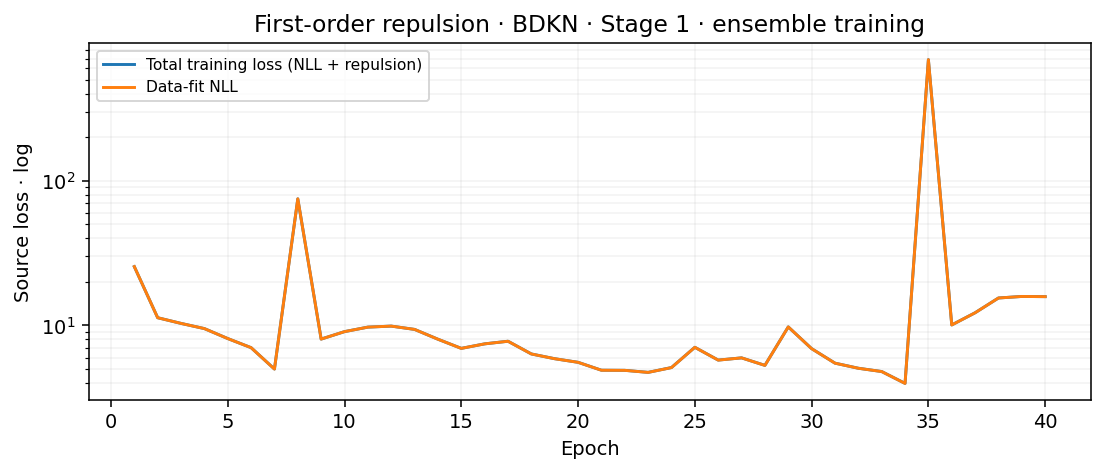 First-order repulsion · BDKN · Stage 1 · ensemble training
Total training loss (NLL + repulsion)
Data-fit NLL
Source loss · log
10²
10¹
0 5 10 15 20 25 30 35 40
Epoch